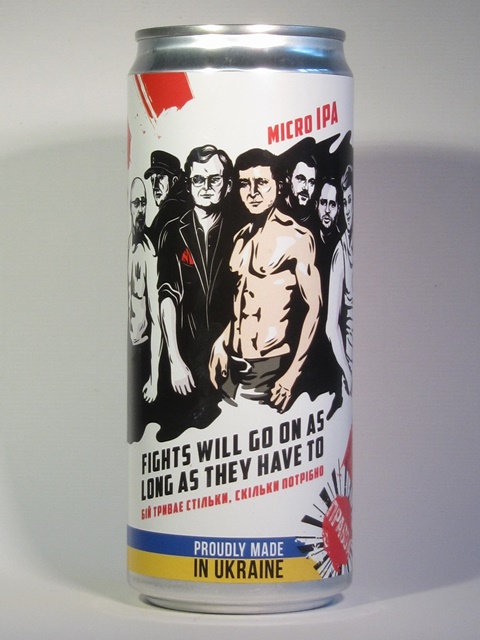 MICRO IPA
FIGHTS WILL GO ON AS
LONG AS THEY HAVE TO
БІЙ ТРИВАЄ СТІЛЬКИ, СКІЛЬКИ ПОТРІБНО
PROUDLY MADE
IN UKRAINE